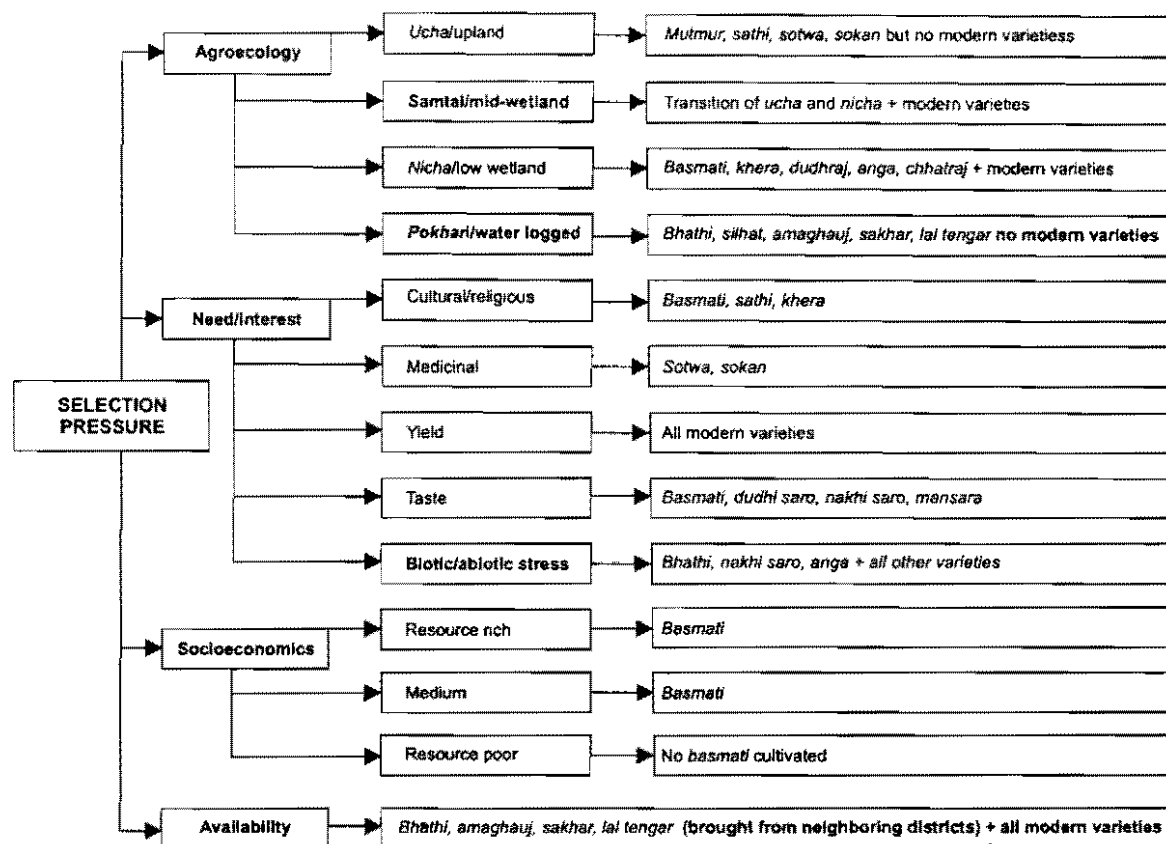 Ucha/upland
Mutmur, sathi, sotwa, sokan but no modern varietiess
Agroecology
Samtal/mid-wetland
Transition of ucha and nicha + modern varieties
Nicha/low wetland
Basmati, khera, dudhraj, anga, chhatraj + modern varieties
Pokhari/water logged
Bhathi, silhat, amaghauj, sakhar, lal tengar no modern varieties
Cultural/religious
Basmati, sathi, khera
Need/interest
Medicinal
Sotwa, sokan
SELECTION
PRESSURE
Yield
All modern varieties
Taste
Basmati, dudhi saro, nakhi saro, mansara
Biotic/abiotic stress
Bhathi, nakhi saro, anga + all other varieties
Resource rich
Basmati
Socioeconomics
Medium
Basmati
Resource poor
No basmati cultivated
Availability
Bhathi, amaghauj, sakhar, lal tengar (brought from neighboring districts) + all modern varieties